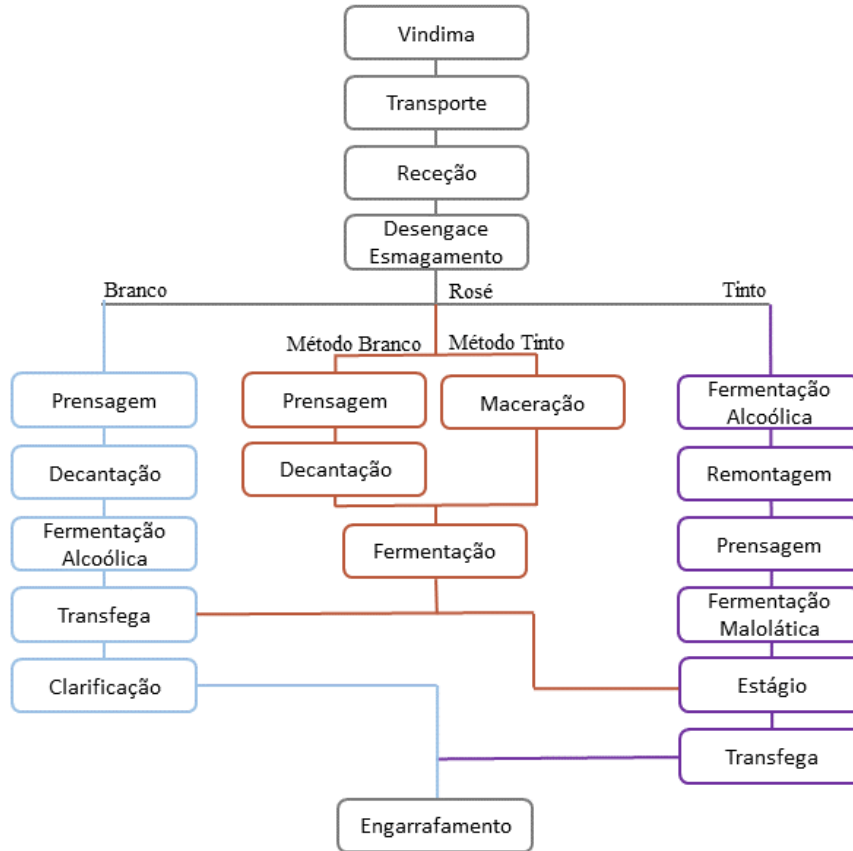 Vindima
Transporte
Receção
Desengace
Esmagamento
Branco
Rosé
Tinto
Método Branco
Método Tinto
Prensagem
Prensagem
Maceração
Fermentação
Alcoólica
Decantação
Decantação
Remontagem
Fermentação
Alcoólica
Fermentação
Prensagem
Transfega
Fermentação
Malolática
Clarificação
Estágio
Transfega
Engarrafamento